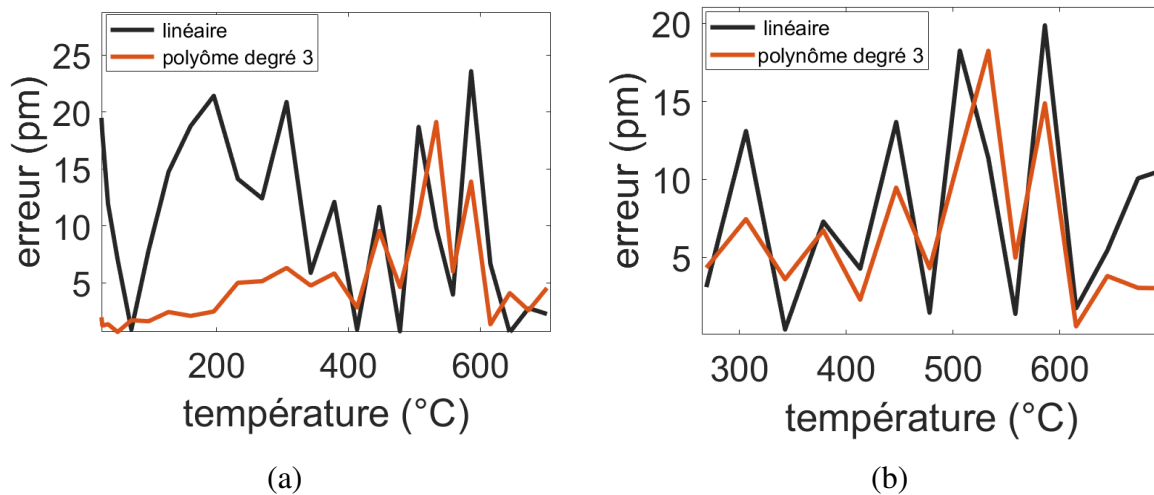 linéaire
polyôme degré 3
25
20
15
10
5
erreur (pm)
200 400 600
température (°C)
(a)
linéaire
polynôme degré 3
20
15
10
5
erreur (pm)
300 400 500 600
température (°C)
(b)